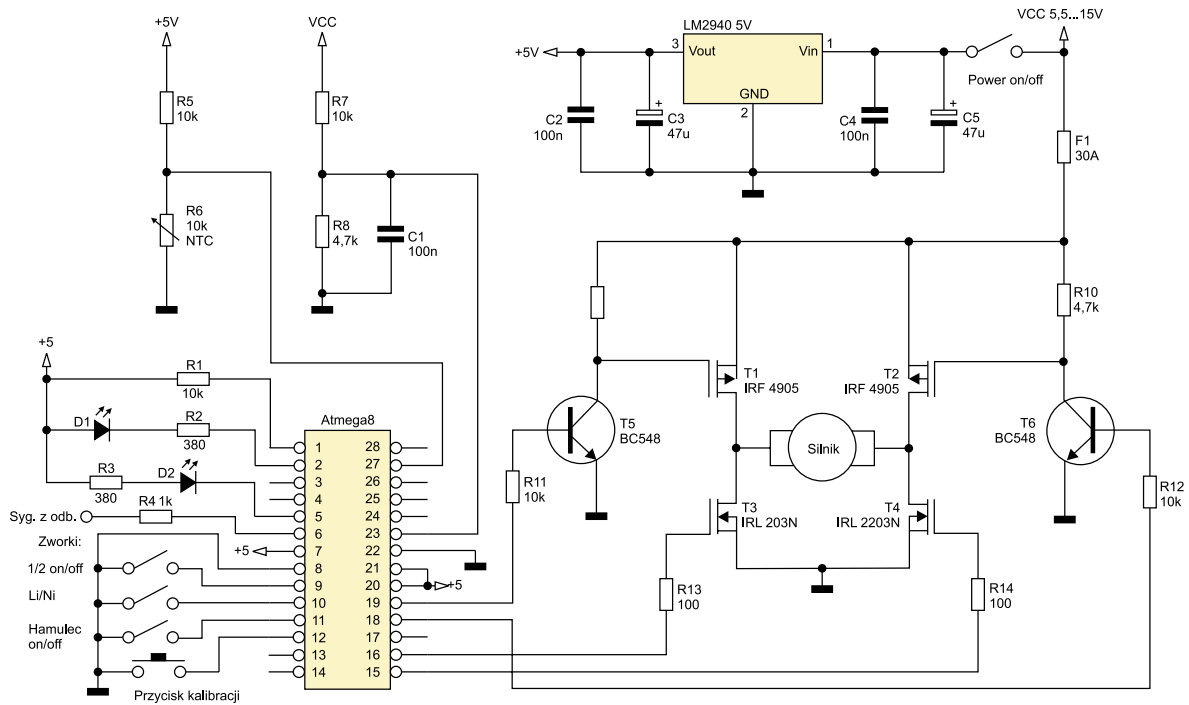 +5V
VCC
VCC 5,5...15V
LM2940 5V
+5V
3
Vout
Vin
1
GND
2
Power on/off
R5
10k
R7
10k
C2
100n
+
C3
47u
C4
100n
+
C5
47u
F1
30A
R6
10k
NTC
R8
4,7k
C1
100n
R10
4,7k
+5
R1
10k
T1
IRF 4905
T2
IRF 4905
D1
R2
380
Atmega8
T5
BC548
Silnik
T6
BC548
R3
380
D2
R4 1k
Syg. z odb.
R11
10k
R12
10k
T3
IRL 203N
T4
IRL 2203N
Zworki:
+5
1/2 on/off
Li/Ni
Hamulec
on/off
Przycisk kalibracji
1 28
2 27
3 26
4 25
5 24
6 23
7 22
8 21
9 20
10 19
11 18
12 17
13 16
14 15
+5
R13
100
R14
100